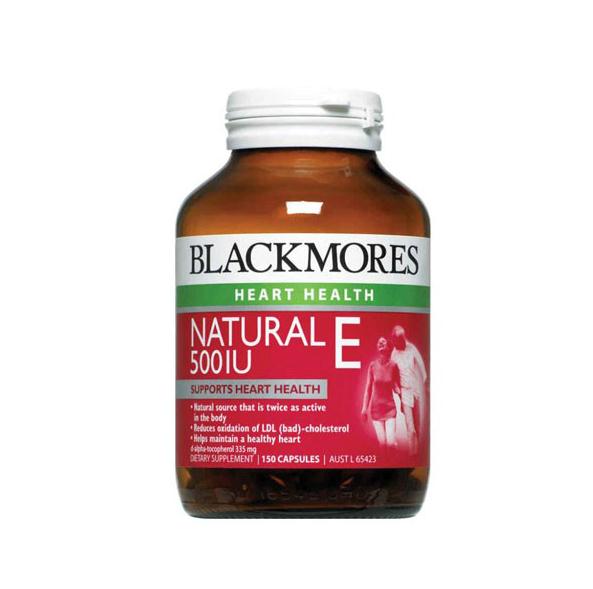 BLACKMORES
HEART HEALTH
NATURAL E
500IU
SUPPORTS HEART HEALTH
• Natural source that is twice as active
in the body
• Reduces oxidation of LDL (bad)-cholesterol
• Helps maintain a healthy heart
d-alpha-tocopherol 335 mg
DIETARY SUPPLEMENT | 150 CAPSULES | AUST L 65423